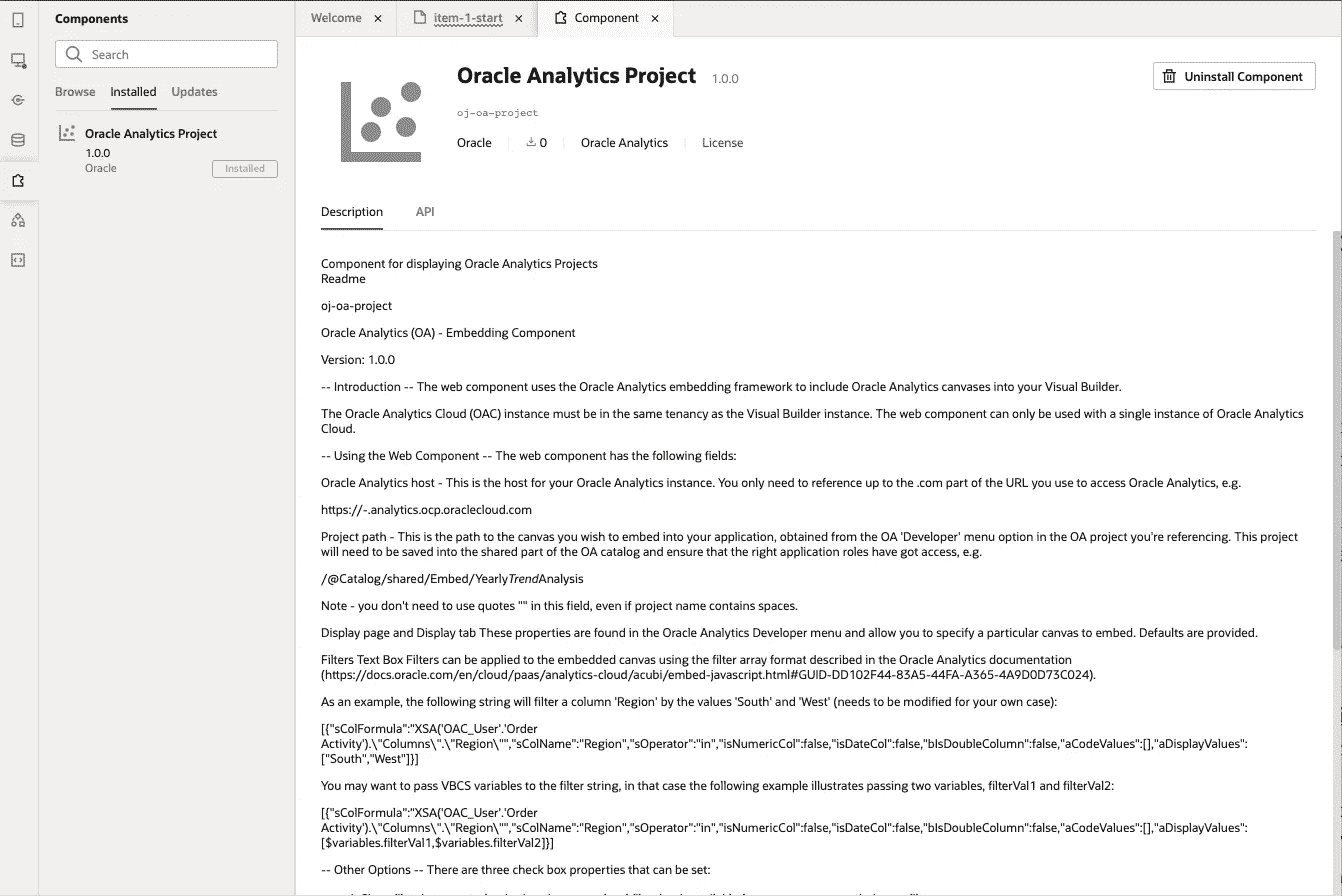 Components
Search
Browse
Installed
Updates
Oracle Analytics Project
1.0.0
Oracle
Installed
Welcome
item-1-start
Component
Oracle Analytics Project
1.0.0
oj-oa-project
Oracle
0
Oracle Analytics
License
Uninstall Component
Description
API
Component for displaying Oracle Analytics Projects
Readme
oj-oa-project
Oracle Analytics (OA) - Embedding Component
Version: 1.0.0
-- Introduction -- The web component uses the Oracle Analytics embedding framework to include Oracle Analytics canvases into your Visual Builder.
The Oracle Analytics Cloud (OAC) instance must be in the same tenancy as the Visual Builder instance. The web component can only be used with a single instance of Oracle Analytics
Cloud.
-- Using the Web Component -- The web component has the following fields:
Oracle Analytics host - This is the host for your Oracle Analytics instance. You only need to reference up to the .com part of the URL you use to access Oracle Analytics, e.g.
https://-.analytics.ocp.oraclecloud.com
Project path - This is the path to the canvas you wish to embed into your application, obtained from the OA 'Developer' menu option in the OA project you're referencing. This project
will need to be saved into the shared part of the OA catalog and ensure that the right application roles have got access, e.g.
/@Catalog/shared/Embed/YearlyTrendAnalysis
Note - you don't need to use quotes "" in this field, even if project name contains spaces.
Display page and Display tab These properties are found in the Oracle Analytics Developer menu and allow you to specify a particular canvas to embed. Defaults are provided.
Filters Text Box Filters can be applied to the embedded canvas using the filter array format described in the Oracle Analytics documentation
(https://docs.oracle.com/en/cloud/paas/analytics-cloud/acubi/embed-javascript.html#GUID-DD102F44-83A5-44FA-A365-4A9D0D73C024).
As an example, the following string will filter a column 'Region' by the values 'South' and 'West' (needs to be modified for your own case):
[{"sColFormula":"XSA('OAC_User'.'Order
Activity').\"Columns\".\"Region\"","sColName":"Region","sOperator":"in","isNumericCol":false,"isDateCol":false,"bIsDoubleColumn":false,"aCodeValues":[],"aDisplayValues":
["South","West"]}]
You may want to pass VBCS variables to the filter string, in that case the following example illustrates passing two variables, filterVal1 and filterVal2:
[{"sColFormula":"XSA('OAC_User'.'Order
Activity').\"Columns\".\"Region\"","sColName":"Region","sOperator":"in","isNumericCol":false,"isDateCol":false,"bIsDoubleColumn":false,"aCodeValues":[],"aDisplayValues":
[$variables.filterVal1,$variables.filterVal2]}]
-- Other Options -- There are three check box properties that can be set: